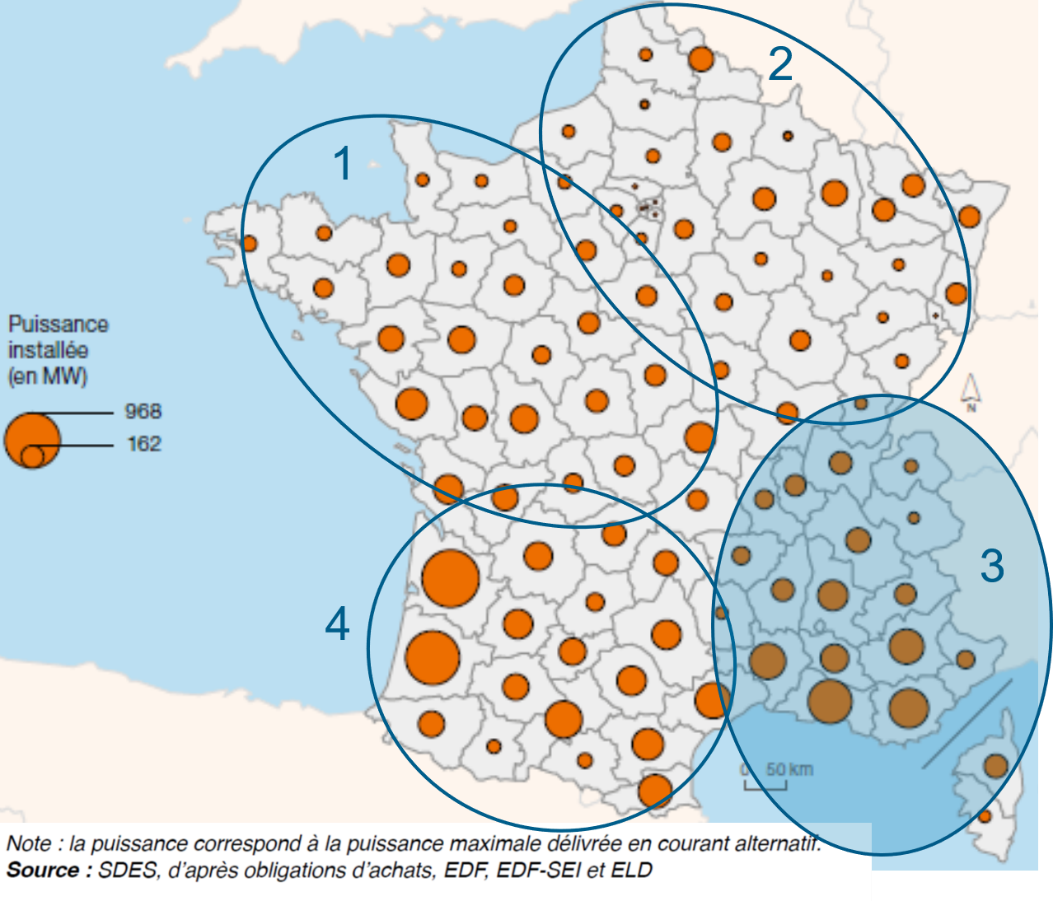 1
2
Puissance
installée
(en MW)
968
162
N
3
4
0 50 km
Note : la puissance correspond à la puissance maximale délivrée en courant alternatif.
Source : SDES, d'après obligations d'achats, EDF, EDF-SEI et ELD